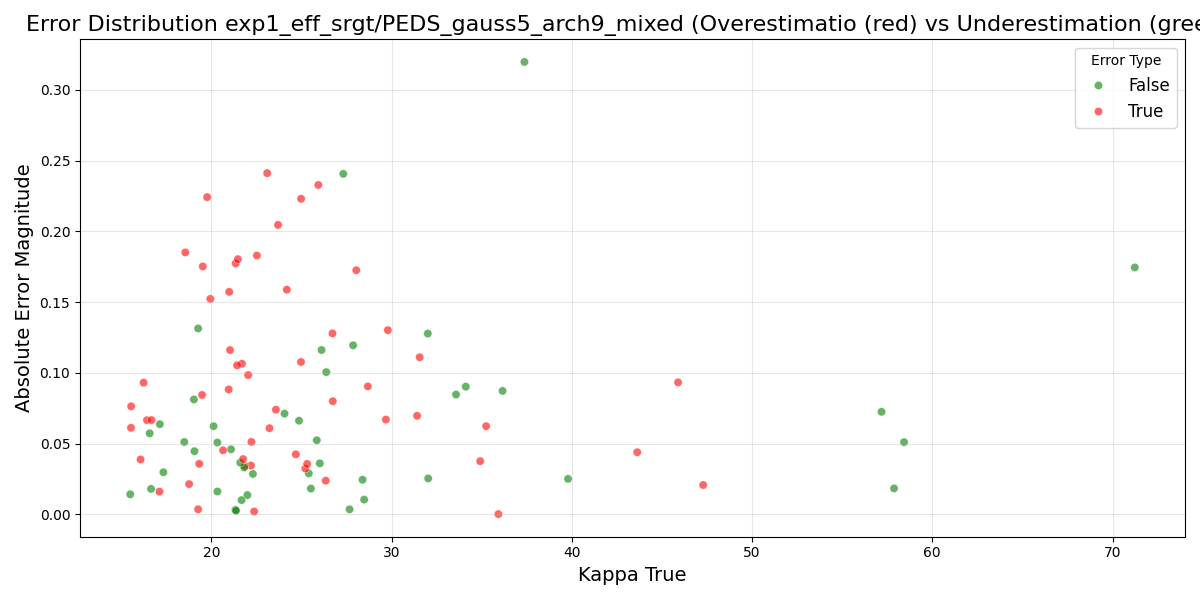 Error Distribution exp1_eff_srgt/PEDS_gauss5_arch9_mixed (Overestimatio (red) vs Underestimation (gree
Error Type
False
True
0.30
0.25
0.20
0.15
0.10
0.05
0.00
Absolute Error Magnitude
20 30 40 50 60 70
Kappa True